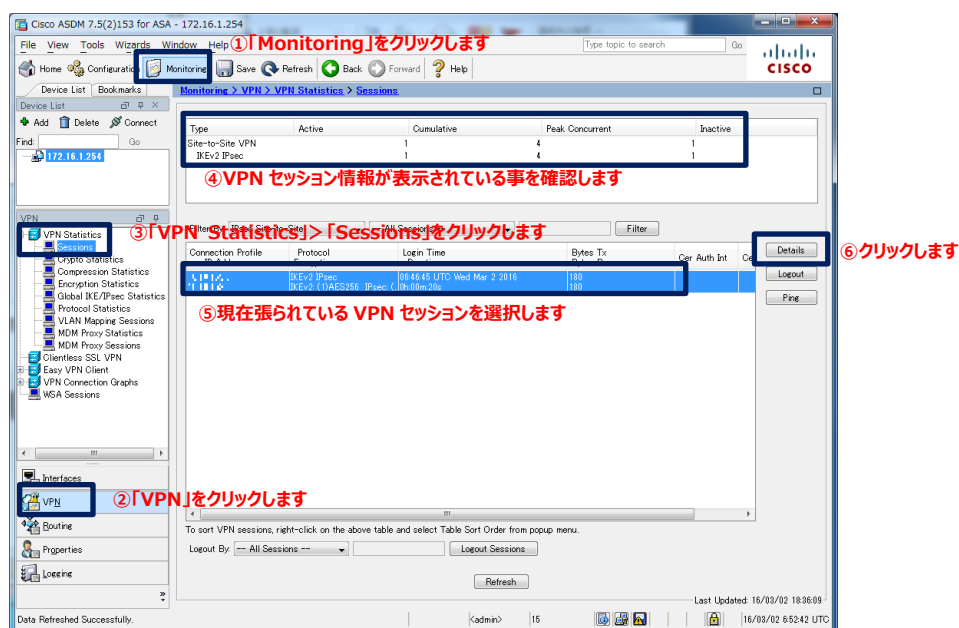 Cisco ASDM 7.5(2)153 for ASA - 172.16.1.254
File View Tools Wizards Window Help
①「Monitoring」をクリックします
Type topic to search
Go
Home
Configuration
Monitoring
Save
Refresh
Back
Forward
Help
CISCO
Device List
Bookmarks
Monitoring > VPN > VPN Statistics > Sessions
Device List
Add
Delete
Connect
Find:
Go
172.16.1.254
Type Active Cumulative Peak Concurrent Inactive
Site-to-Site VPN 1 4 1
IKEv2 IPsec 1 4 1
④VPN セッション情報が表示されている事を確認します
VPN
VPN Statistics
Sessions
Crypto Statistics
Compression Statistics
Encryption Statistics
Global IKE/IPsec Statistics
Protocol Statistics
VLAN Mapping Sessions
MDM Proxy Statistics
MDM Proxy Sessions
Clientless SSL VPN
Easy VPN Client
VPN Connection Graphs
WSA Sessions
③「VPN Statistics」>「Sessions」をクリックします
Filter
Connection Profile Protocol Login Time Bytes Tx Cer Auth Int Ce
IKEv2 IPsec 06:46:45 UTC Wed Mar 2 2016 180
IKEv2: (1)AES256 IPsec: (. 0h:00m:20s 180
⑤現在張られている VPN セッションを選択します
Details
Logout
Ping
⑥クリックします
Interfaces
VPN
②「VPN」をクリックします
Routing
Properties
Logging
To sort VPN sessions, right-click on the above table and select Table Sort Order from popup menu.
Logout By: -- All Sessions --
Logout Sessions
Refresh
Last Updated: 16/03/02 18:36:09
Data Refreshed Successfully.
<admin>
15
16/03/02 6:52:42 UTC